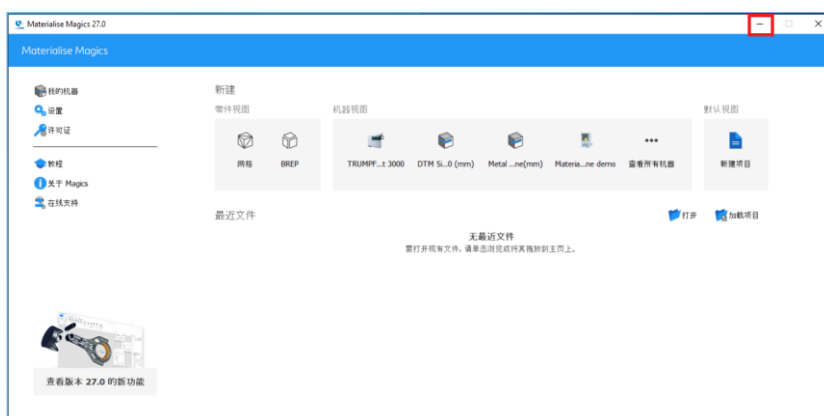 Materialise Magics 27.0
Materialise Magics
我的机器
设置
许可证
教程
关于 Magics
在线支持
查看版本 27.0 的新功能
新建
零件视图
机器视图
默认视图
网格
BREP
TRUMPF...t 3000
DTM Si...0 (mm)
Metal ...ne(mm)
Materia...ne demo
查看所有机器
新建项目
最近文件
打开
加载项目
无最近文件
要打开现有文件, 请单击浏览或将其拖放到主页上。